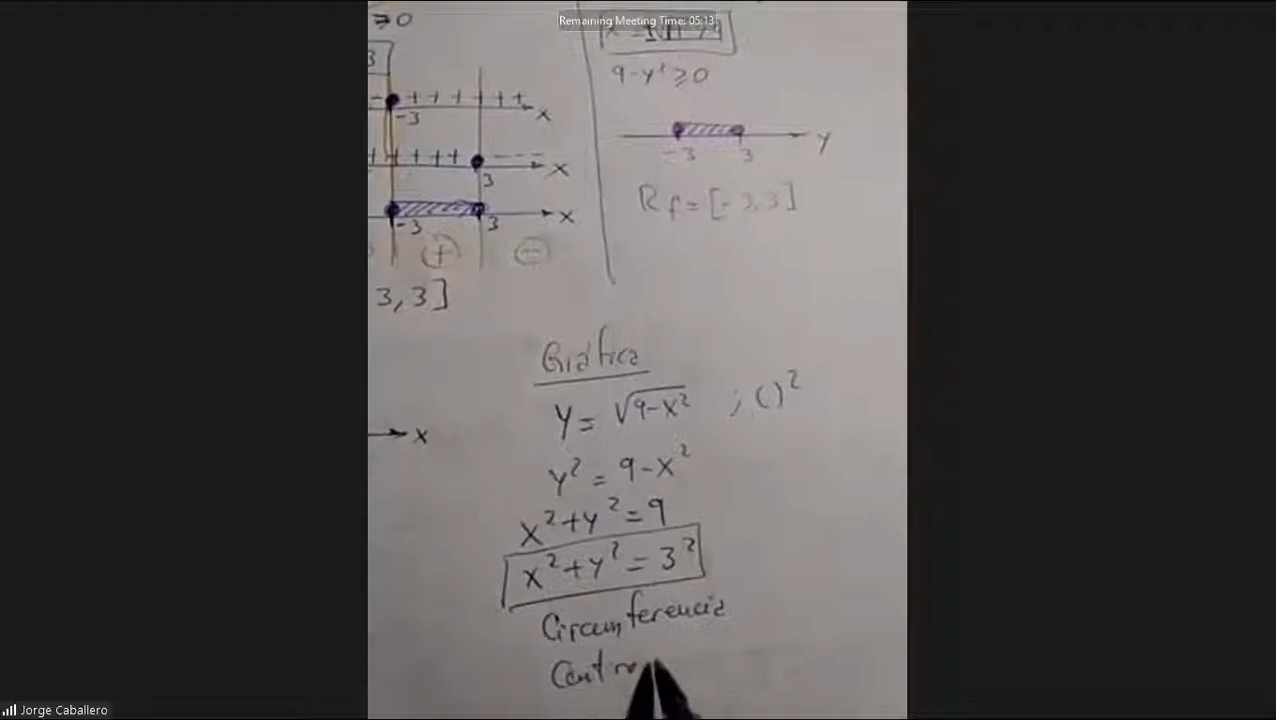 Remaining Meeting Time: 05:13
≥0
3
- + + + + + + +
-3
x
+ + + + + - - -
3
x
-3
3
x
+
-
3,3]
x
9-y²≥0
-3
3
y
Rf=[-3,3]
Gráfica
y=√9-x² ; ()²
y²=9-x²
x²+y²=9
x²+y²=3²
Circunferencia
Jorge Caballero